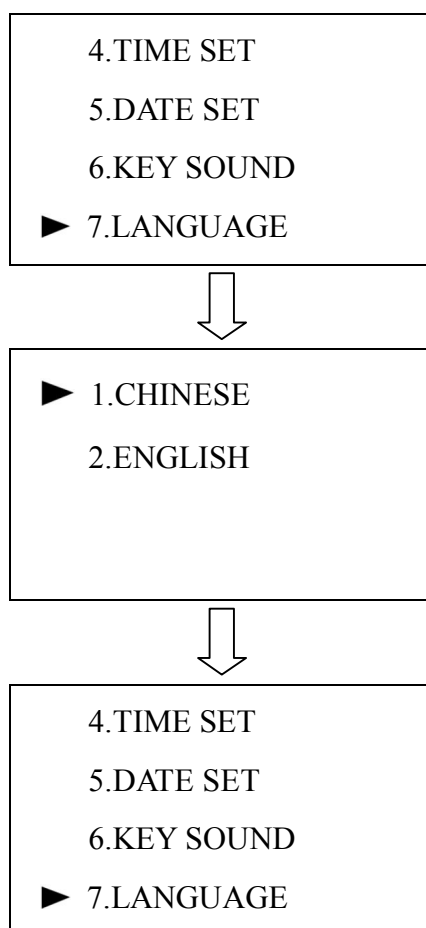 4.TIME SET
5.DATE SET
6.KEY SOUND
7.LANGUAGE
1.CHINESE
2.ENGLISH
4.TIME SET
5.DATE SET
6.KEY SOUND
7.LANGUAGE